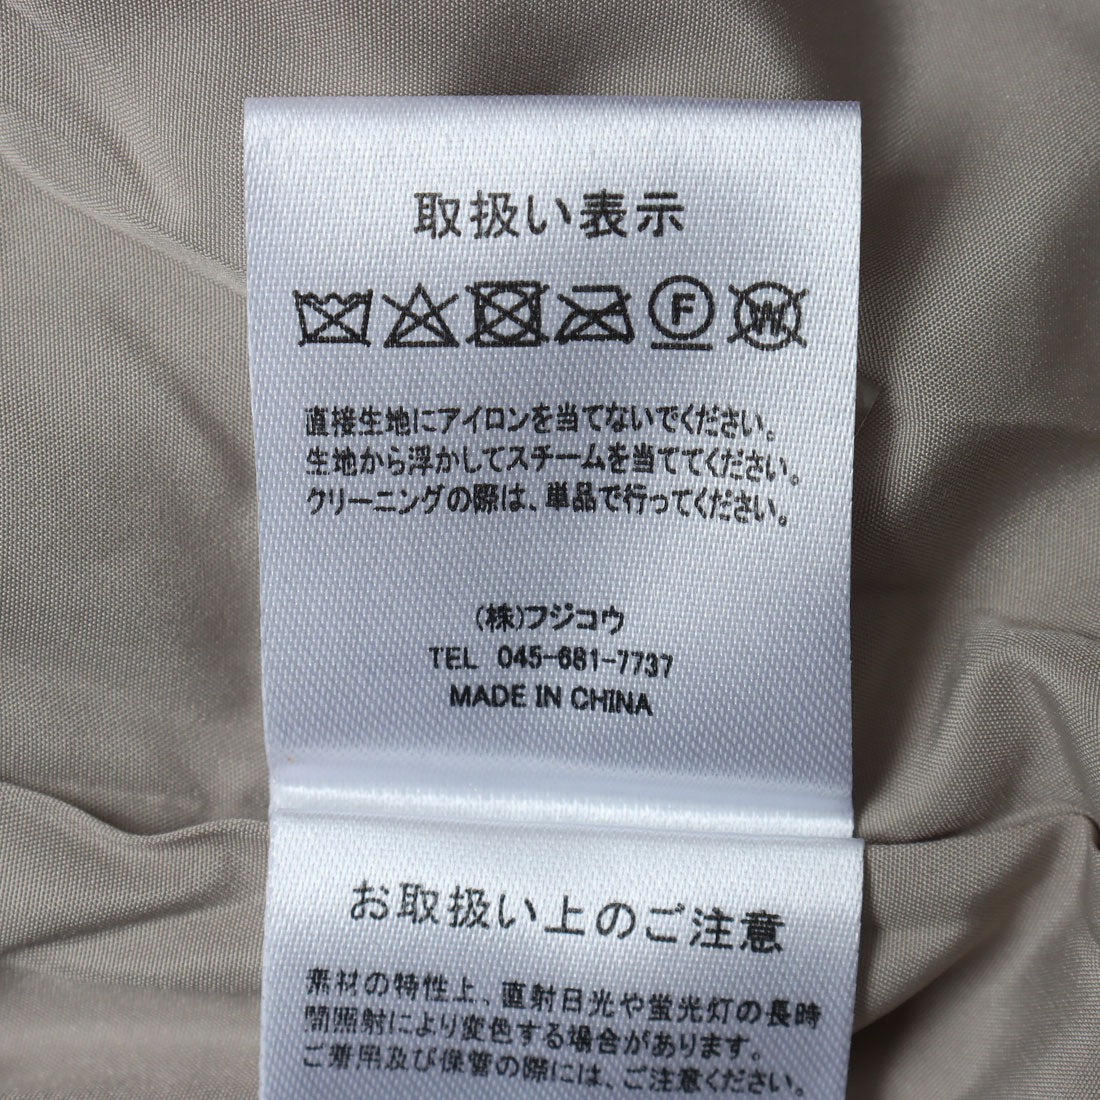 取扱い表示
F W
直接生地にアイロンを当てないでください。
生地から浮かしてスチームを当ててください。
クリーニングの際は、単品で行ってください。
(株)フジコウ
TEL 045-681-7737
MADE IN CHINA
お取扱い上のご注意
素材の特性上、直射日光や蛍光灯の長時
間照射により変色する場合があります。
ご着用及び保管の際には、ご注意ください。